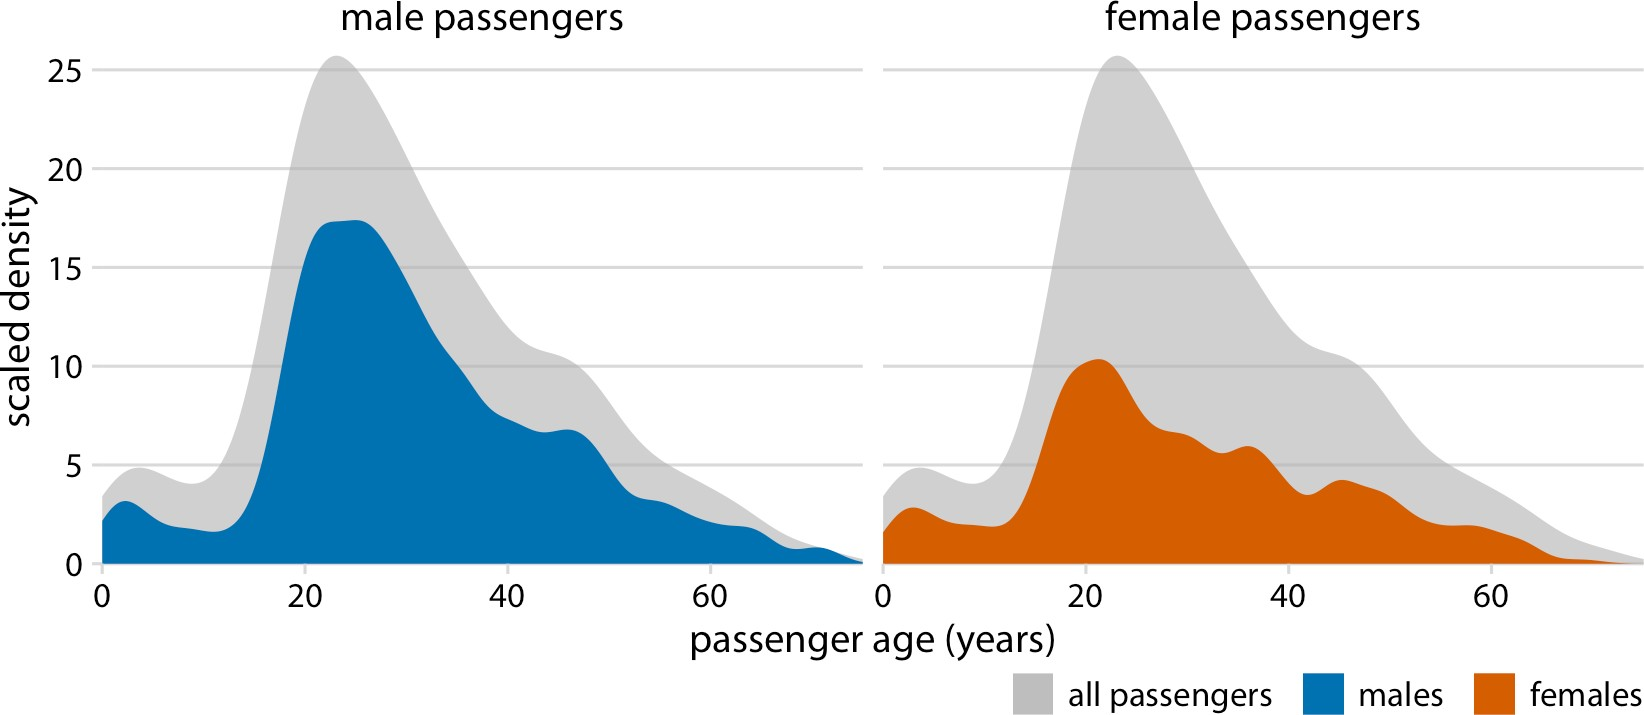 male passengers
female passengers
scaled density
25
20
15
10
5
0
0 20 40 60
0 20 40 60
passenger age (years)
all passengers males females